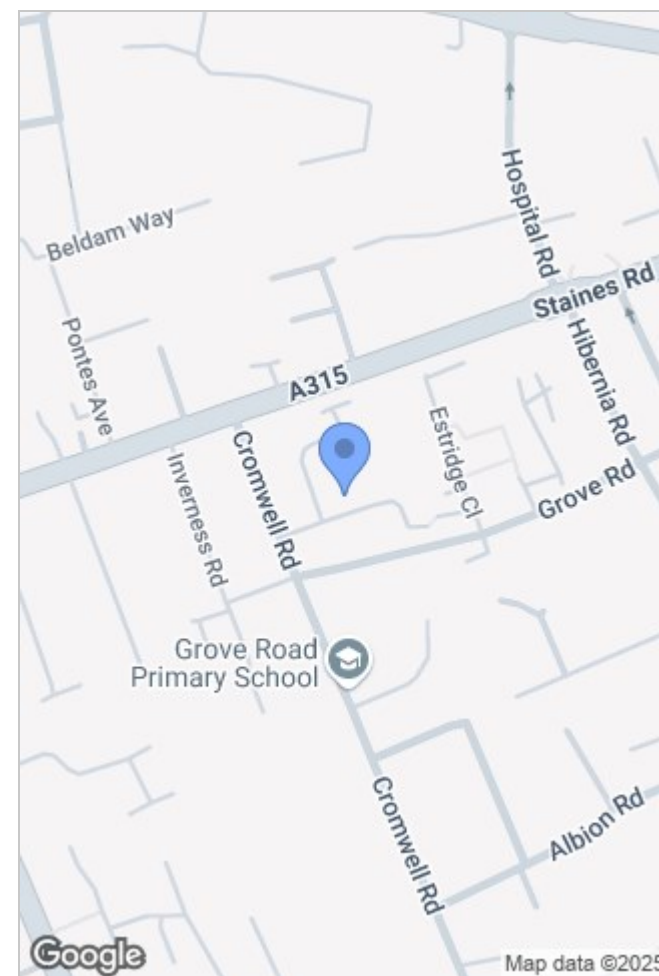 Beldam Way
Hospital Rd
Staines Rd
Pontes Ave
Hibernia Rd
A315
Estridge Cl
Cromwell Rd
Inverness Rd
Grove Rd
Grove Road
Primary School
Cromwell Rd
Albion Rd
Google
Map data ©2025